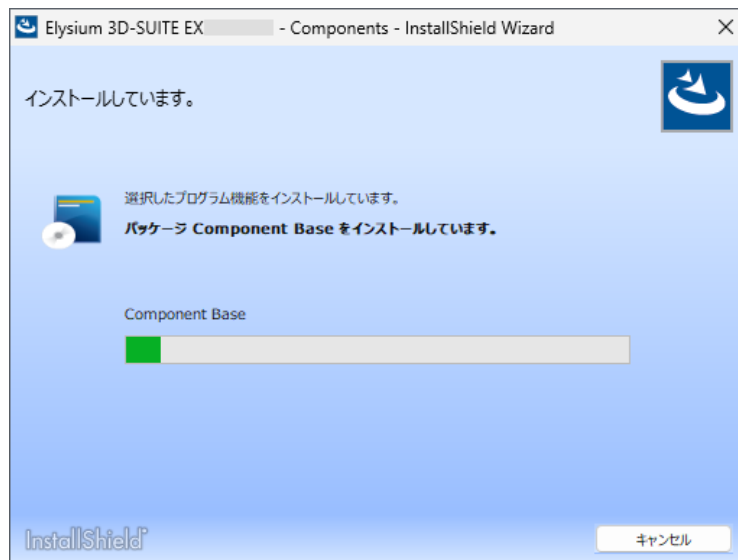 Elysium 3D-SUITE EX - Components - InstallShield Wizard
インストールしています。
選択したプログラム機能をインストールしています。
パッケージ Component Base をインストールしています。
Component Base
InstallShield
キャンセル